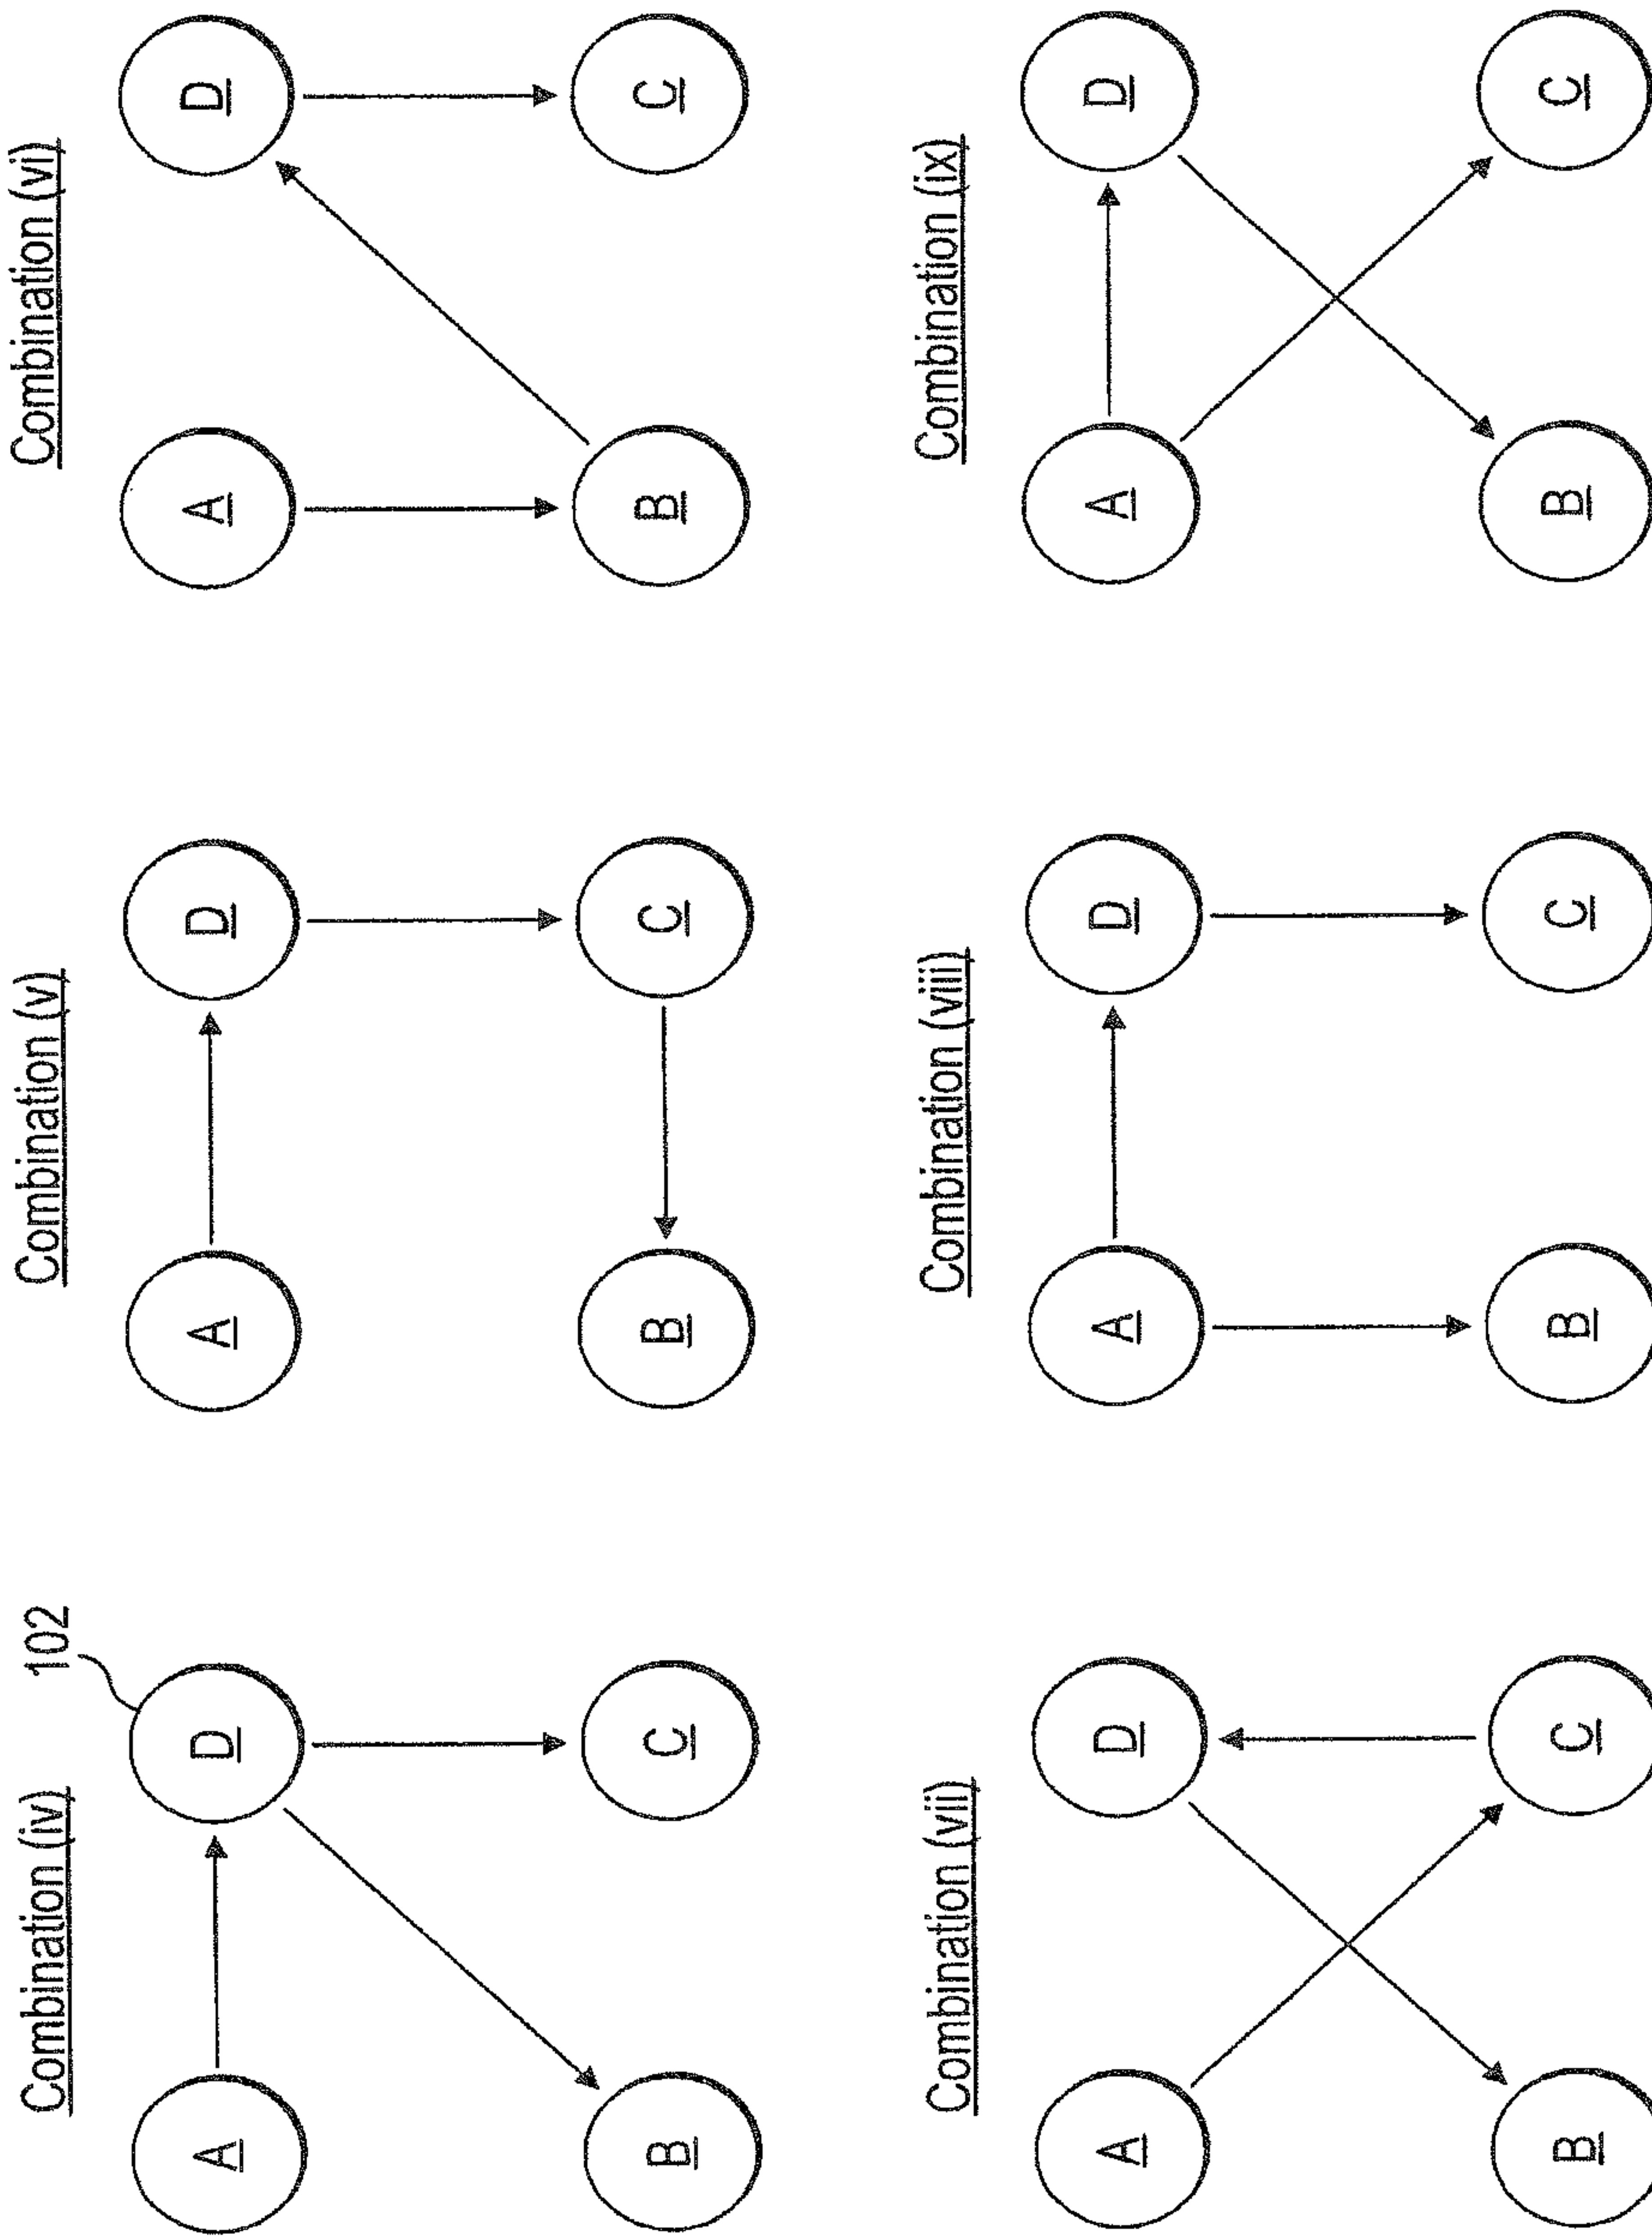 Combination (iv)
102
A
D
B
C
Combination (v)
A
D
B
C
Combination (vi)
A
D
B
C
Combination (vii)
A
D
B
C
Combination (viii)
A
D
B
C
Combination (ix)
A
D
B
C